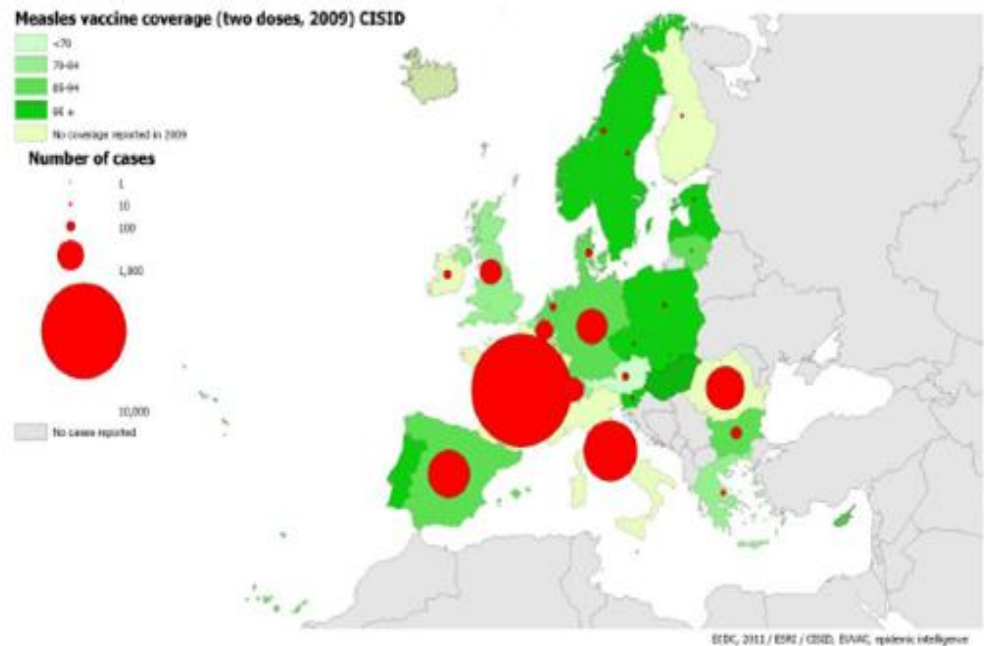 Measles vaccine coverage (two doses, 2009) CISID
<70
70-84
85-94
95 +
No coverage reported in 2009
Number of cases
1
10
100
1,000
10,000
No cases reported
ECDC, 2011 / ESRI / CISID, EUVAC, epidemic intelligence